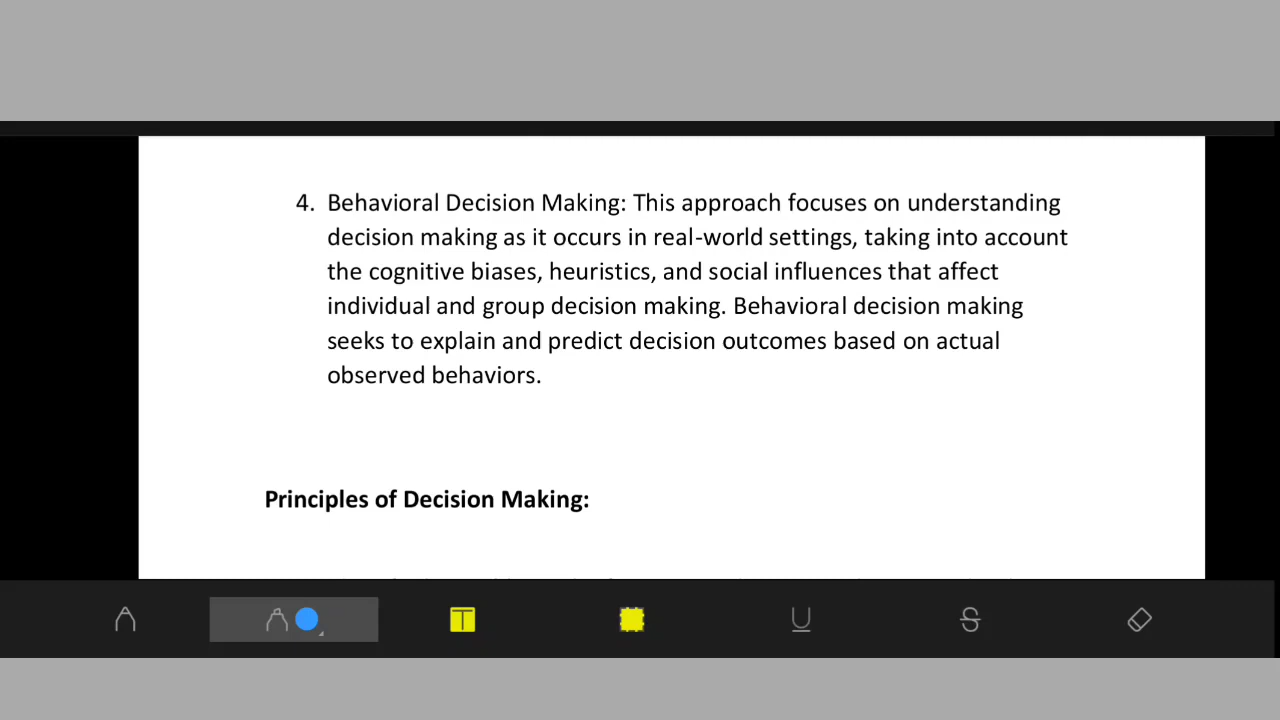 4. Behavioral Decision Making: This approach focuses on understanding
decision making as it occurs in real-world settings, taking into account
the cognitive biases, heuristics, and social influences that affect
individual and group decision making. Behavioral decision making
seeks to explain and predict decision outcomes based on actual
observed behaviors.
Principles of Decision Making: